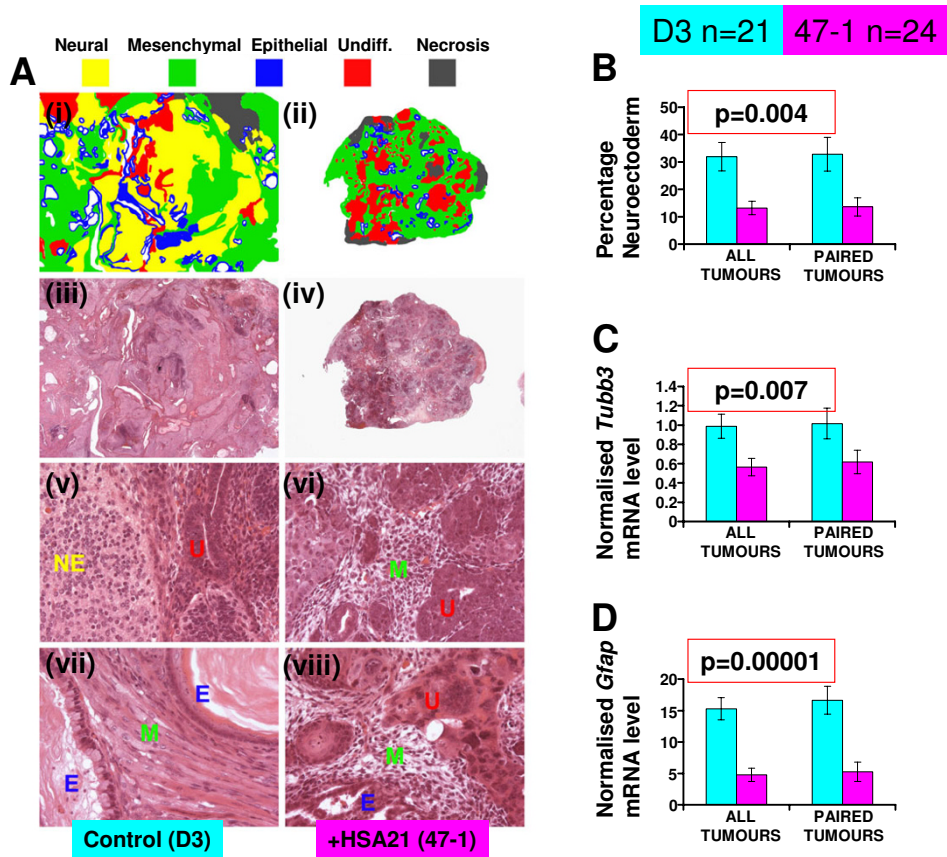 D3 n=21 47-1 n=24
Neural Mesenchymal Epithelial Undiff. Necrosis
A
(i)
(ii)
(iii)
(iv)
(v)
NE
U
(vi)
M
U
(vii)
E
M
E
(viii)
U
M
E
Control (D3)
+HSA21 (47-1)
B
Percentage
Neuroectoderm
50
40
30
20
10
0
p=0.004
ALL
TUMOURS
PAIRED
TUMOURS
C
Normalised Tubb3
mRNA level
1.4
1.2
1.0
0.8
0.6
0.4
0.2
0
p=0.007
ALL
TUMOURS
PAIRED
TUMOURS
D
Normalised Gfap
mRNA level
20
15
10
5
0
p=0.00001
ALL
TUMOURS
PAIRED
TUMOURS